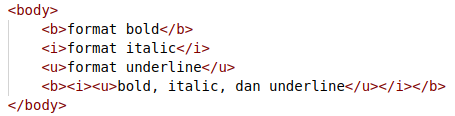 <body>
<b>format bold</b>
<i>format italic</i>
<u>format underline</u>
<b><i><u>bold, italic, dan underline</u></i></b>
</body>